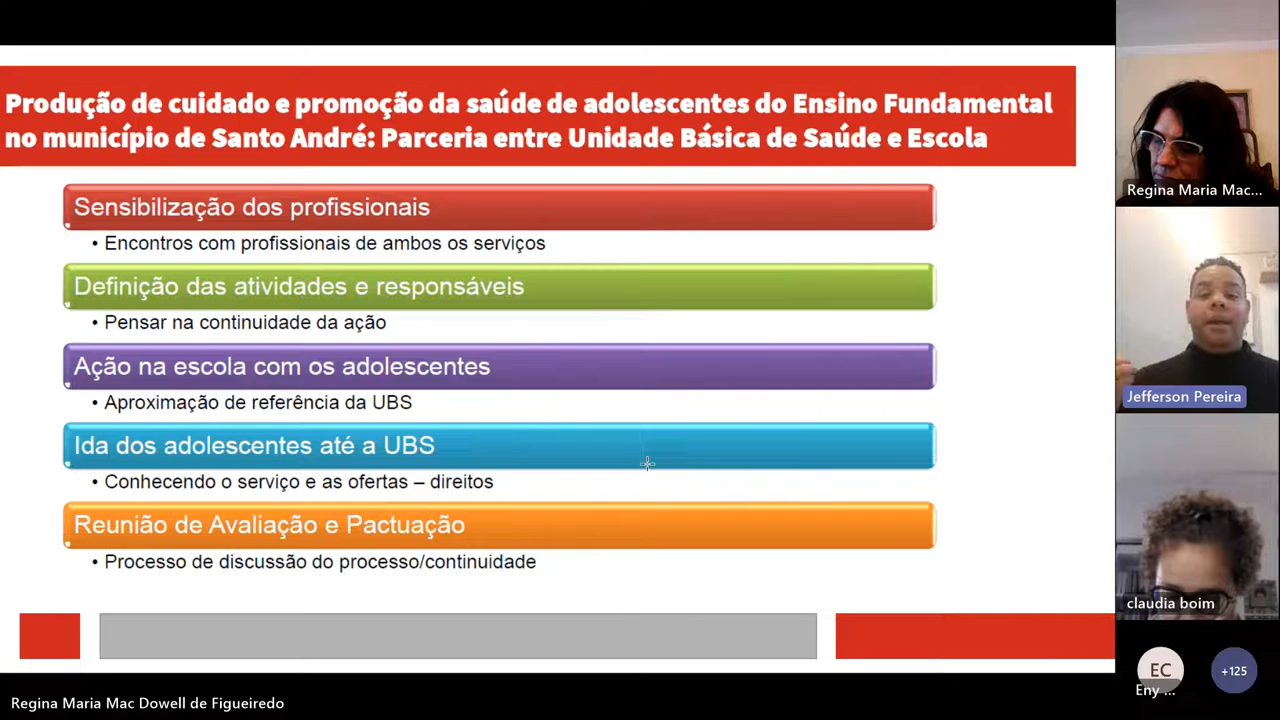 Produção de cuidado e promoção da saúde de adolescentes do Ensino Fundamental
no município de Santo André: Parceria entre Unidade Básica de Saúde e Escola
Sensibilização dos profissionais
• Encontros com profissionais de ambos os serviços
Definição das atividades e responsáveis
• Pensar na continuidade da ação
Ação na escola com os adolescentes
• Aproximação de referência da UBS
Ida dos adolescentes até a UBS
• Conhecendo o serviço e as ofertas – direitos
Reunião de Avaliação e Pactuação
• Processo de discussão do processo/continuidade
Regina Maria Mac Dowell de Figueiredo
Regina Maria Mac...
Jefferson Pereira
claudia boim
EC
Eny ...
+125